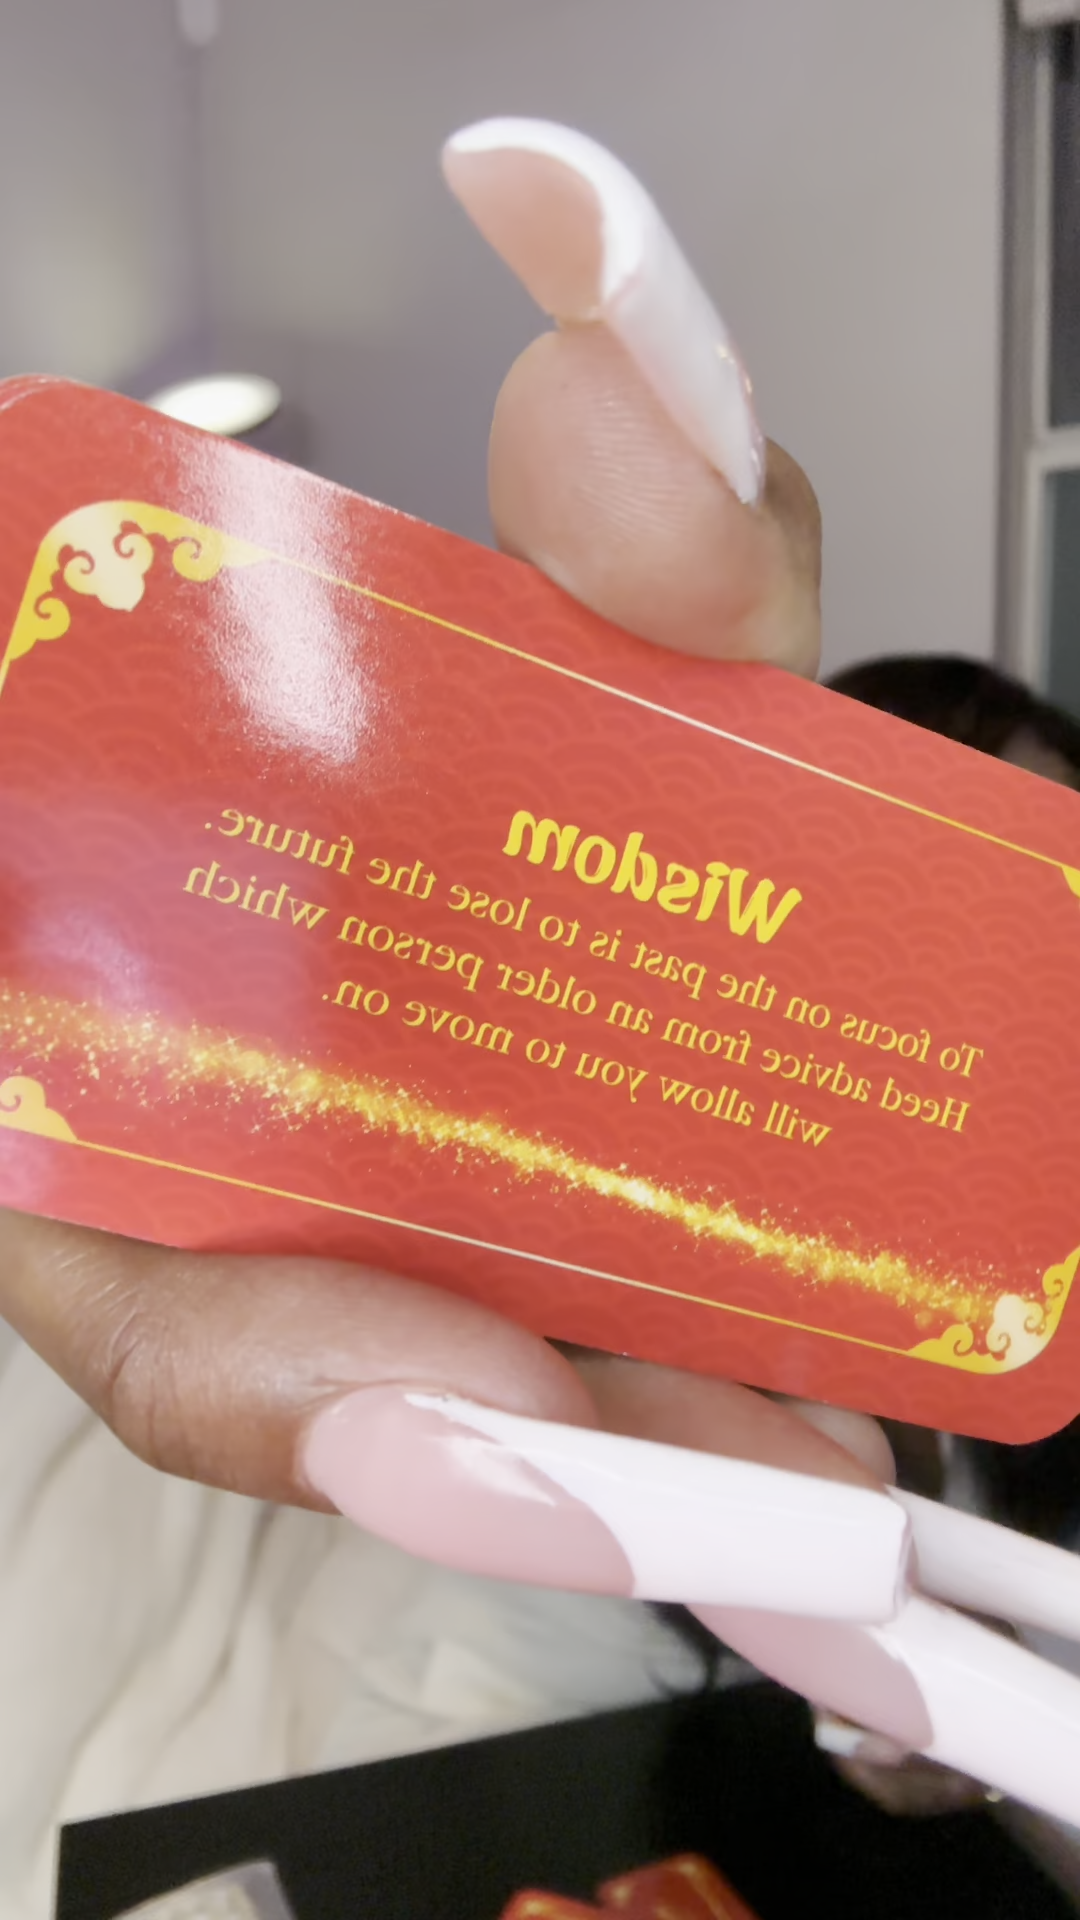 Wisdom
To focus on the past is to lose the future.
Heed advice from an older person which
will allow you to move on.